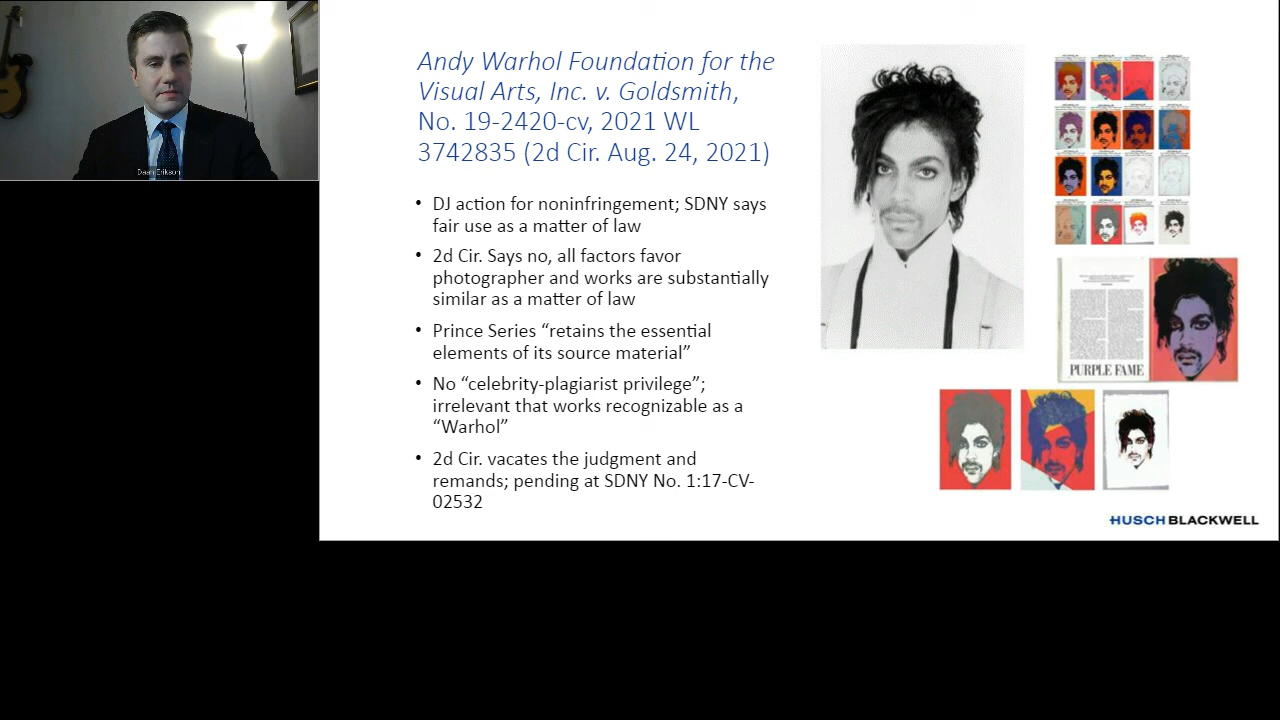 Daan Erikson
Andy Warhol Foundation for the
Visual Arts, Inc. v. Goldsmith,
No. 19-2420-cv, 2021 WL
3742835 (2d Cir. Aug. 24, 2021)
• DJ action for noninfringement; SDNY says
fair use as a matter of law
• 2d Cir. Says no, all factors favor
photographer and works are substantially
similar as a matter of law
• Prince Series “retains the essential
elements of its source material”
• No “celebrity-plagiarist privilege”;
irrelevant that works recognizable as a
“Warhol”
• 2d Cir. vacates the judgment and
remands; pending at SDNY No. 1:17-CV-
02532
PURPLE FAME
HUSCH BLACKWELL